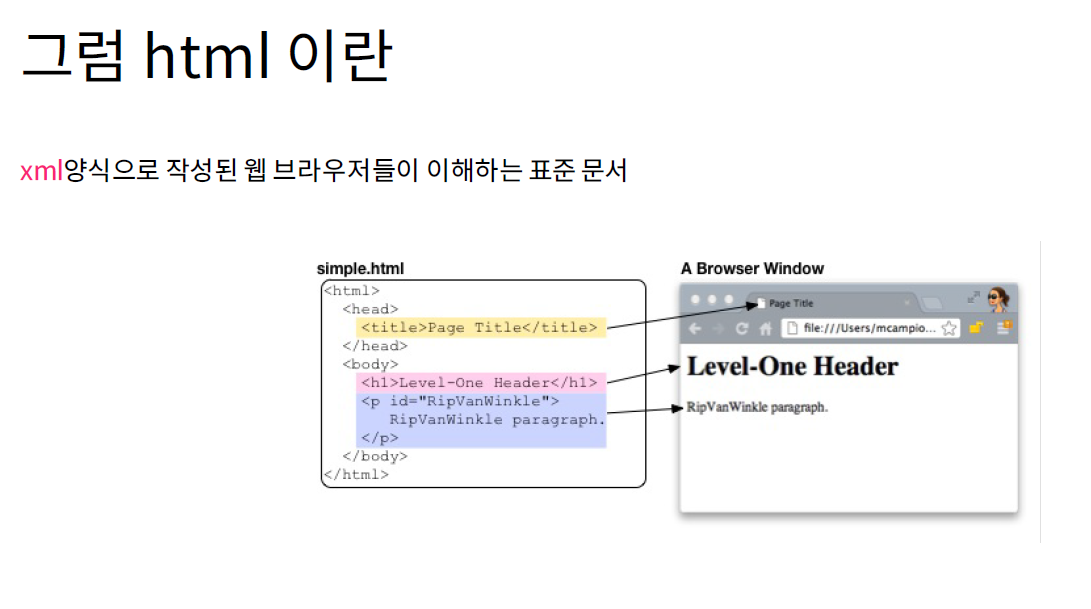 그럼 html 이란
xml양식으로 작성된 웹 브라우저들이 이해하는 표준 문서
simple.html
<html>
<head>
<title>Page Title</title>
</head>
<body>
<h1>Level-One Header</h1>
<p id="RipVanWinkle">
RipVanWinkle paragraph.
</p>
</body>
</html>
A Browser Window
Page Title
file:///Users/mcampio...
Level-One Header
RipVanWinkle paragraph.